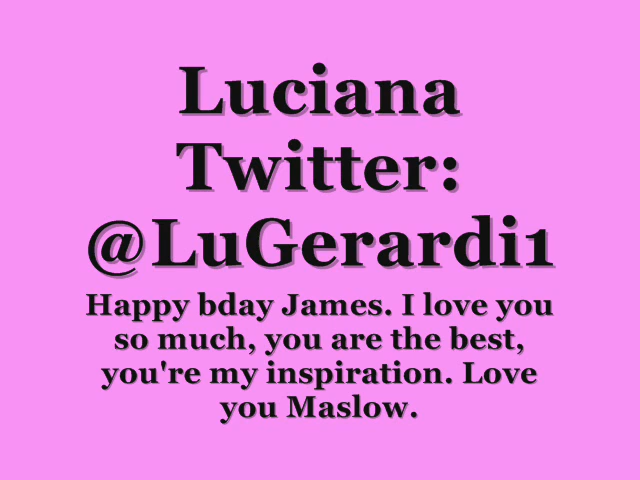 Luciana
Twitter:
@LuGerardi1
Happy bday James. I love you
so much, you are the best,
you're my inspiration. Love
you Maslow.